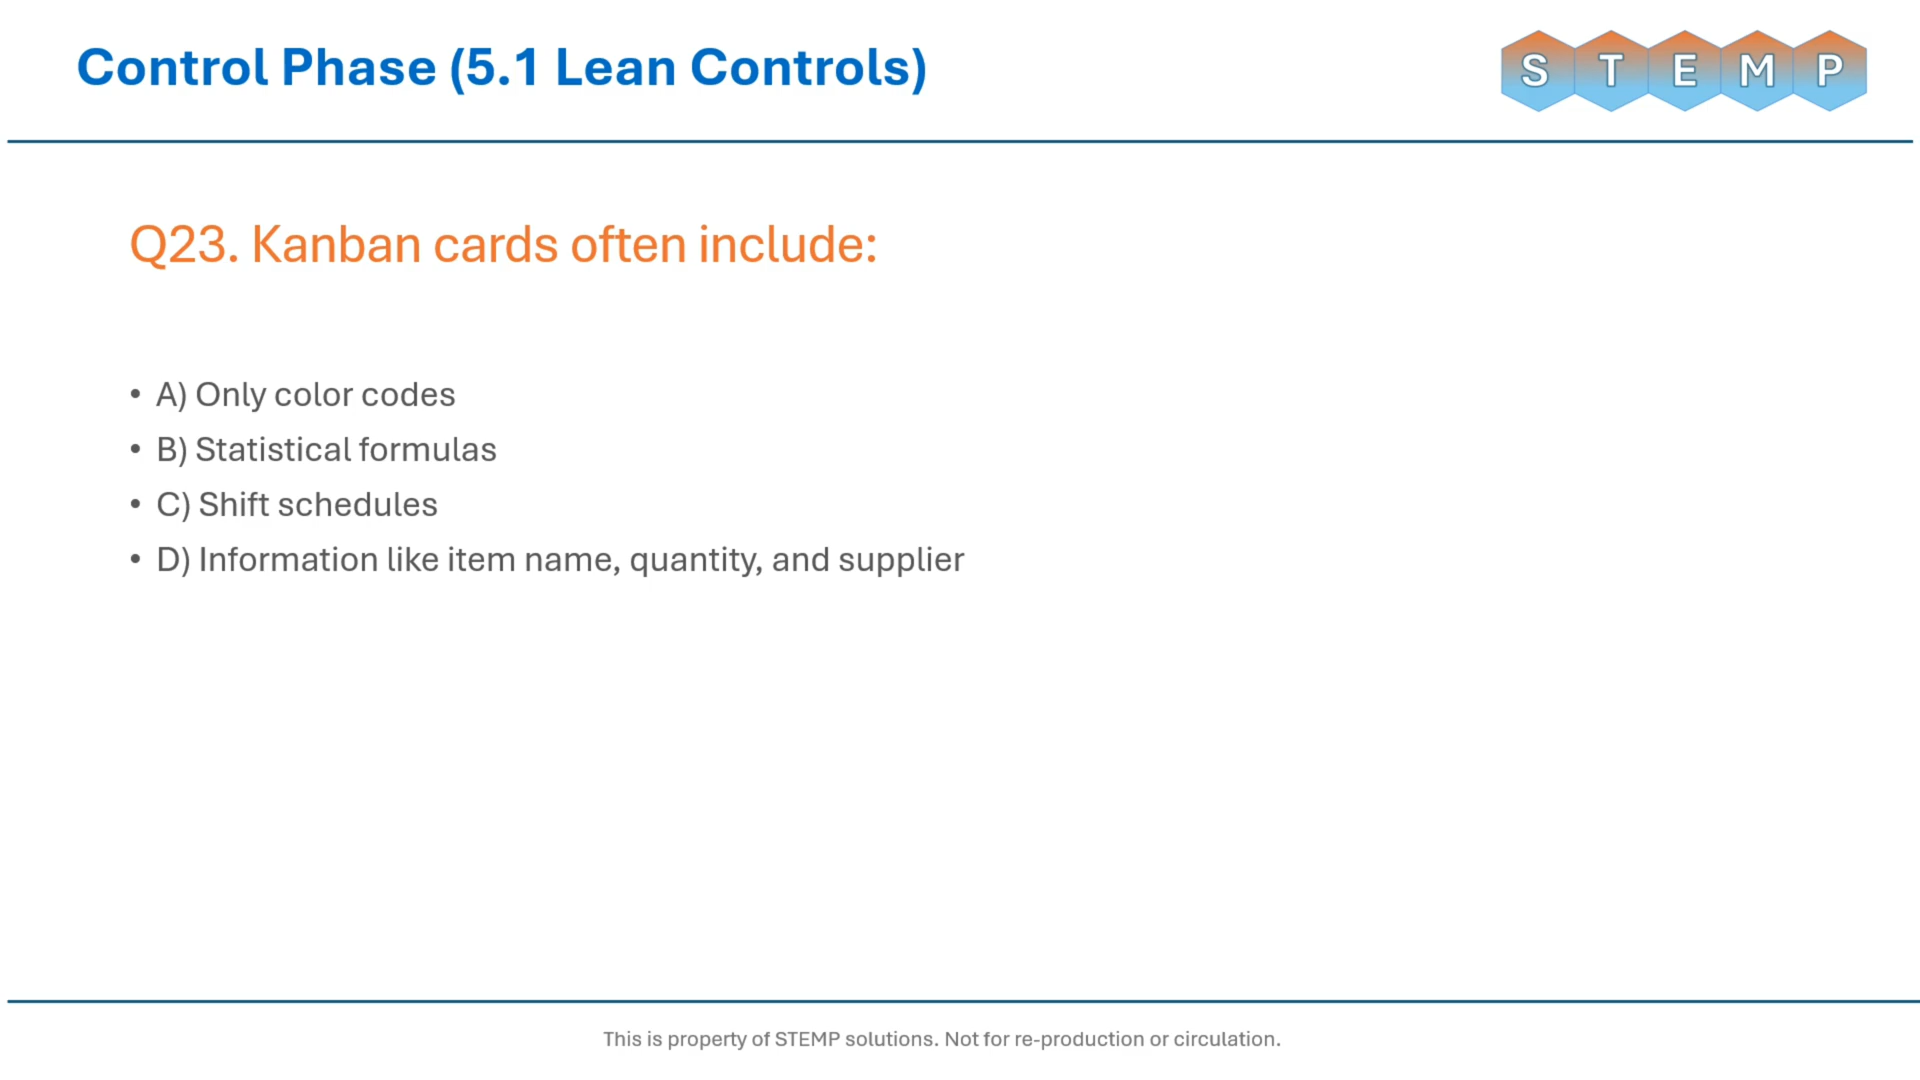 Control Phase (5.1 Lean Controls)
S T E M P
Q23. Kanban cards often include:
• A) Only color codes
• B) Statistical formulas
• C) Shift schedules
• D) Information like item name, quantity, and supplier
This is property of STEMP solutions. Not for re-production or circulation.